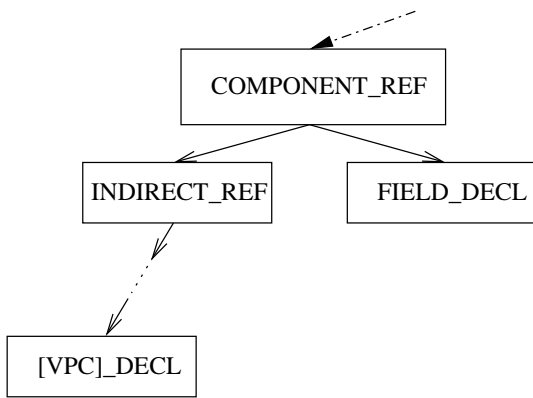 COMPONENT_REF
INDIRECT_REF
FIELD_DECL
[VPC]_DECL